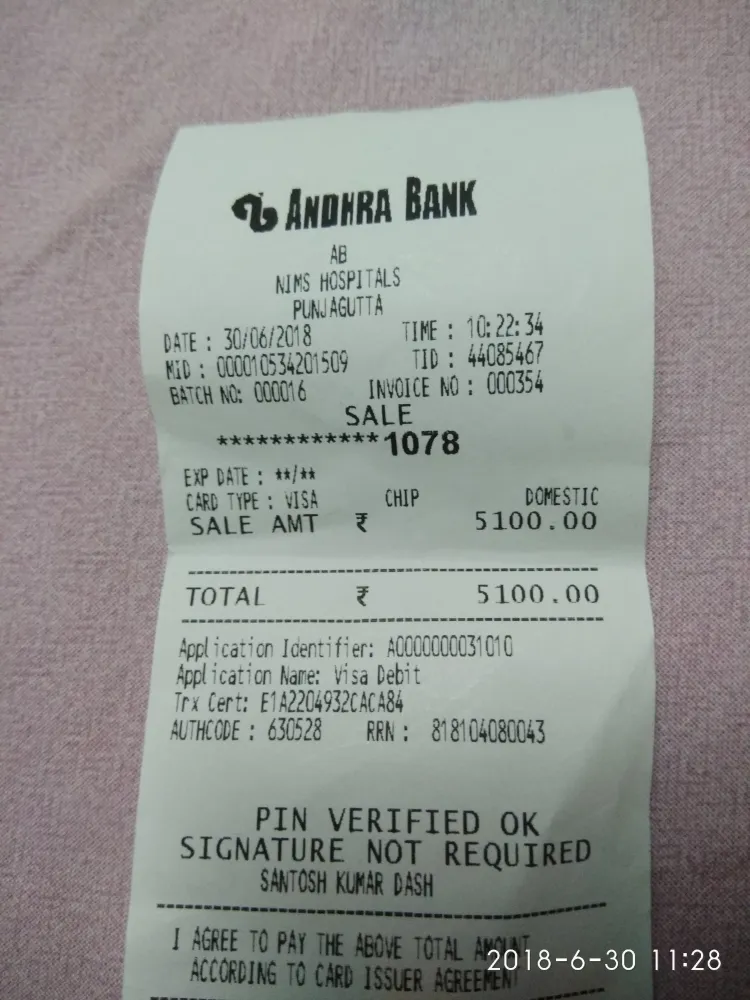 ANDHRA BANK
AB
NIMS HOSPITALS
PUNJAGUTTA
DATE : 30/06/2018 TIME : 10:22:34
MID : 000010534201509 TID : 44085467
BATCH NO: 000016 INVOICE NO : 000354
SALE
************1078
EXP DATE : **/**
CARD TYPE : VISA CHIP DOMESTIC
SALE AMT ₹ 5100.00
TOTAL ₹ 5100.00
Application Identifier: A0000000031010
Application Name: Visa Debit
Trx Cert: E1A2204932CACA84
AUTHCODE : 630528 RRN : 818104080043
PIN VERIFIED OK
SIGNATURE NOT REQUIRED
SANTOSH KUMAR DASH
I AGREE TO PAY THE ABOVE TOTAL AMOUNT
ACCORDING TO CARD ISSUER AGREEMENT
2018-6-30 11:28